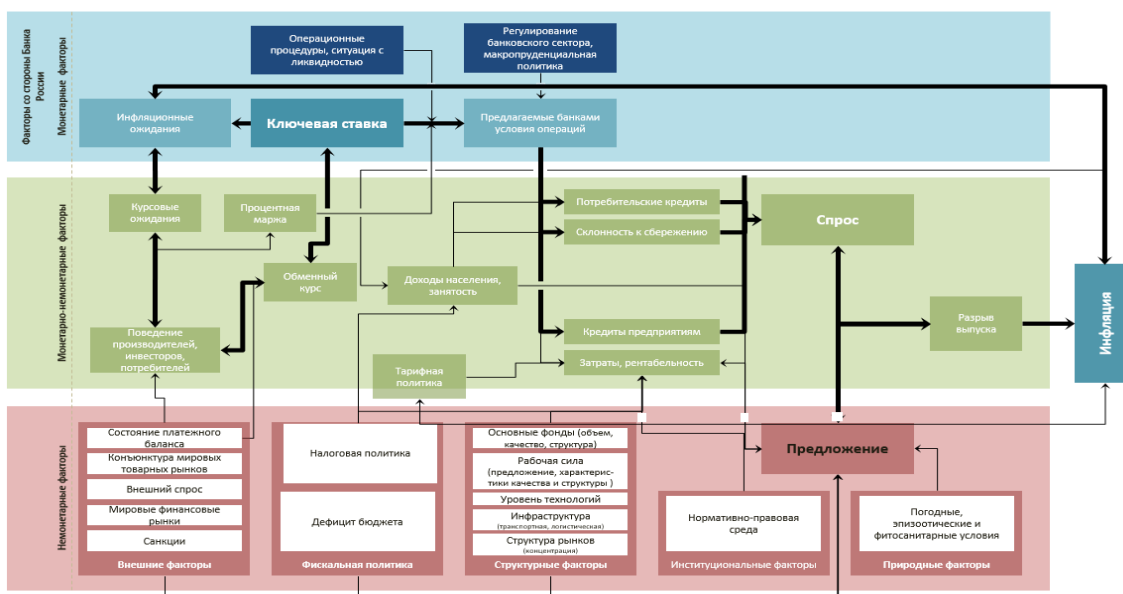 Факторы со стороны Банка
России
Монетарные факторы
Операционные
процедуры, ситуация с
ликвидностью
Регулирование
банковского сектора,
макропруденциальная
политика
Инфляционные
ожидания
Ключевая ставка
Предлагаемые банками
условия операций
Монетарно-немонетарные факторы
Курсовые
ожидания
Процентная
маржа
Потребительские кредиты
Склонность к сбережению
Спрос
Обменный
курс
Доходы населения,
занятость
Поведение
производителей,
инвесторов,
потребителей
Кредиты предприятиям
Разрыв
выпуска
Инфляция
Тарифная
политика
Затраты, рентабельность
Немонетарные факторы
Состояние платежного
баланса
Конъюнктура мировых
товарных рынков
Внешний спрос
Мировые финансовые
рынки
Санкции
Внешние факторы
Налоговая политика
Дефицит бюджета
Фискальная политика
Основные фонды (объем,
качество, структура)
Рабочая сила
(предложение, характерис-
тики качества и структуры )
Уровень технологий
Инфраструктура
(транспортная, логистическая)
Структура рынков
(концентрация)
Структурные факторы
Предложение
Нормативно-правовая
среда
Институциональные факторы
Погодные,
эпизоотические и
фитосанитарные условия
Природные факторы